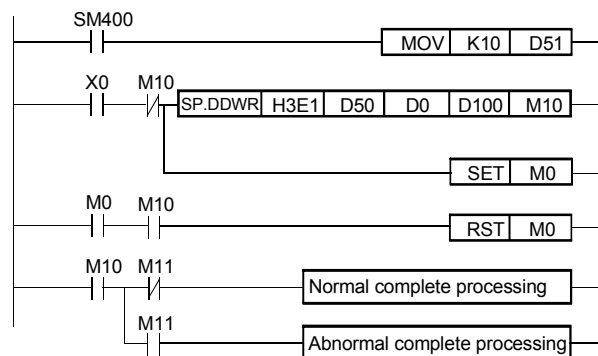 SM400
MOV K10 D51
X0 M10
SP.DDWR H3E1 D50 D0 D100 M10
SET M0
M0 M10
RST M0
M10 M11
Normal complete processing
M11
Abnormal complete processing